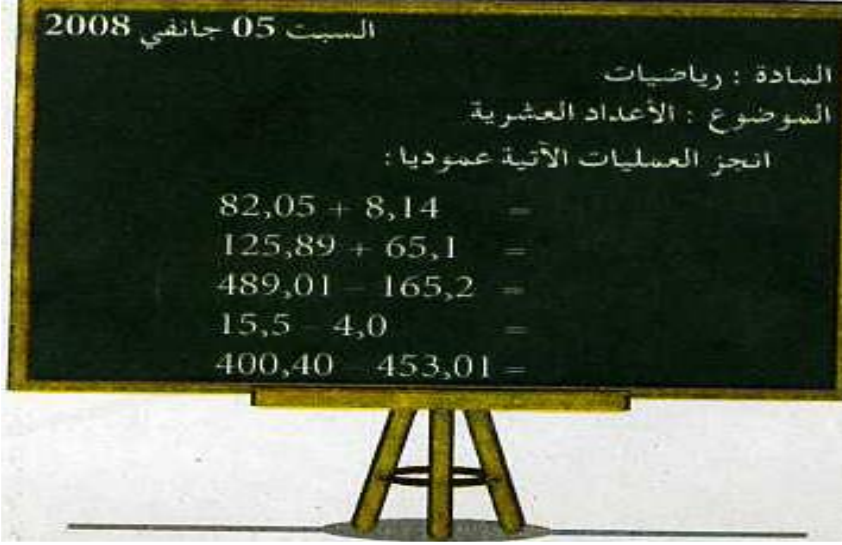 السبت 05 جانفي 2008
المادة : رياضيات
الموضوع : الأعداد العشرية
انجز العمليات الآتية عموديا :
82,05 + 8,14 =
125,89 + 65,1 =
489,01 – 165,2 =
15,5 – 4,0 =
400,40 – 453,01 =